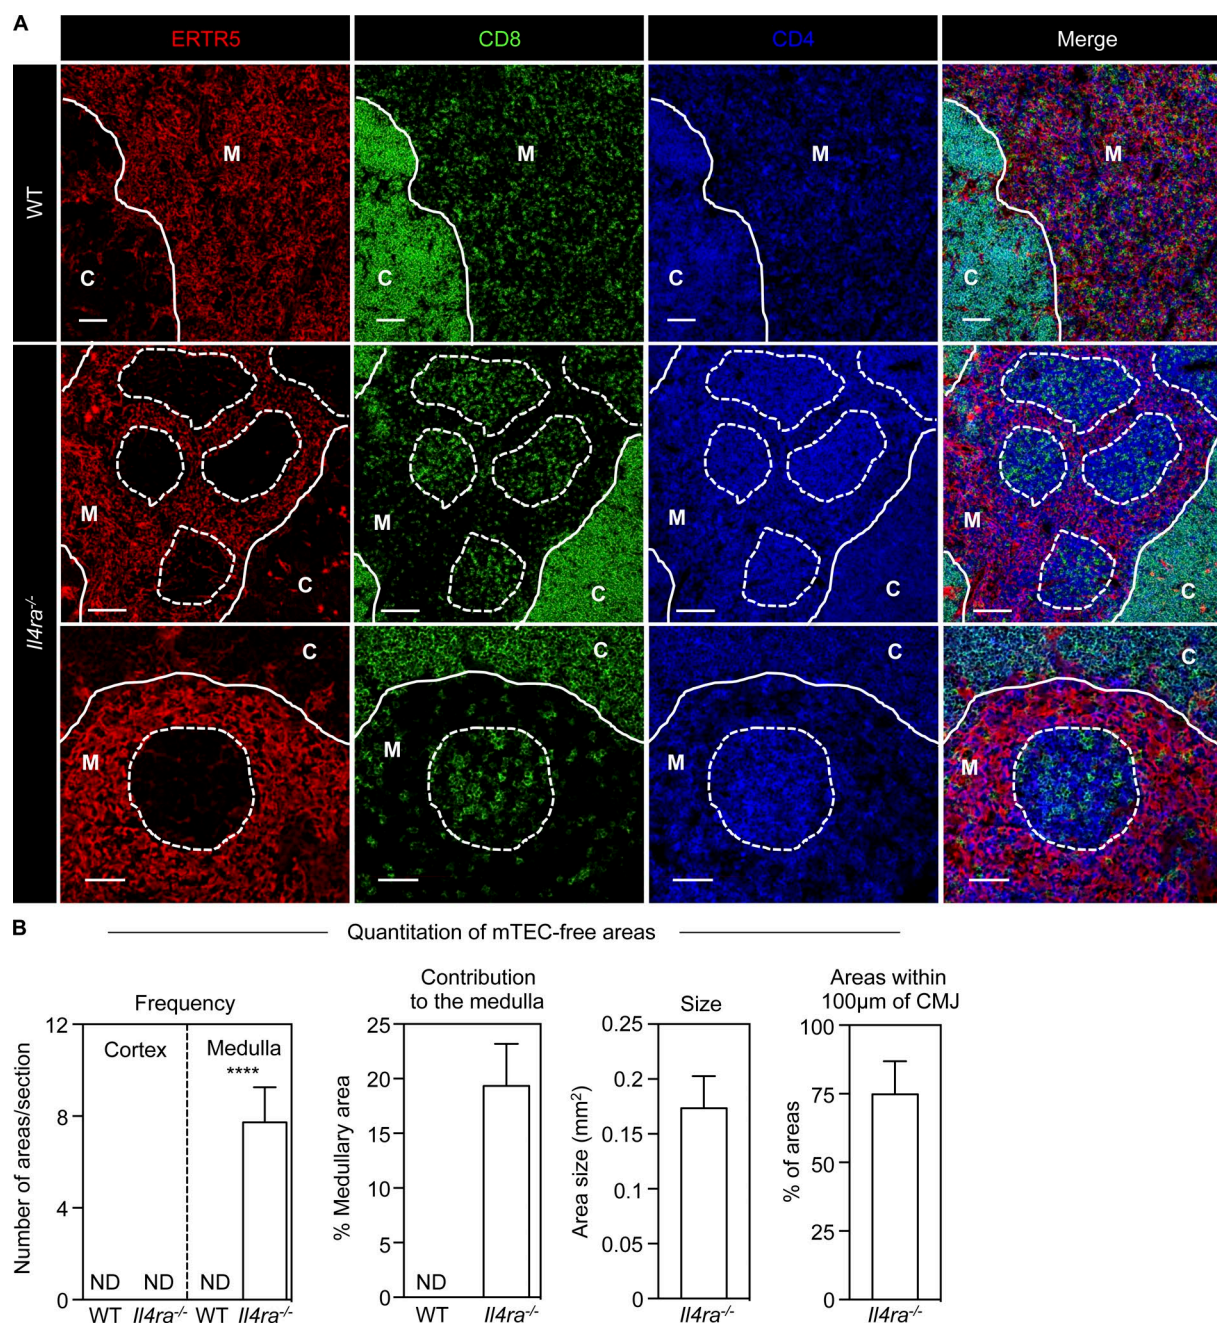 A
ERTR5 CD8 CD4 Merge
WT
M M M
C C C
Il4ra-/-
M M M M
C C C C
C C C C
M M M M
B
Quantitation of mTEC-free areas
Frequency
Number of areas/section
12
8
4
0
Cortex Medulla
****
ND ND ND
WT Il4ra-/- WT Il4ra-/-
Contribution
to the medulla
% Medullary area
25
20
15
10
5
0
ND
WT Il4ra-/-
Size
Area size (mm²)
0.25
0.2
0.15
0.1
0.05
0
Il4ra-/-
Areas within
100µm of CMJ
% of areas
100
75
50
25
0
Il4ra-/-